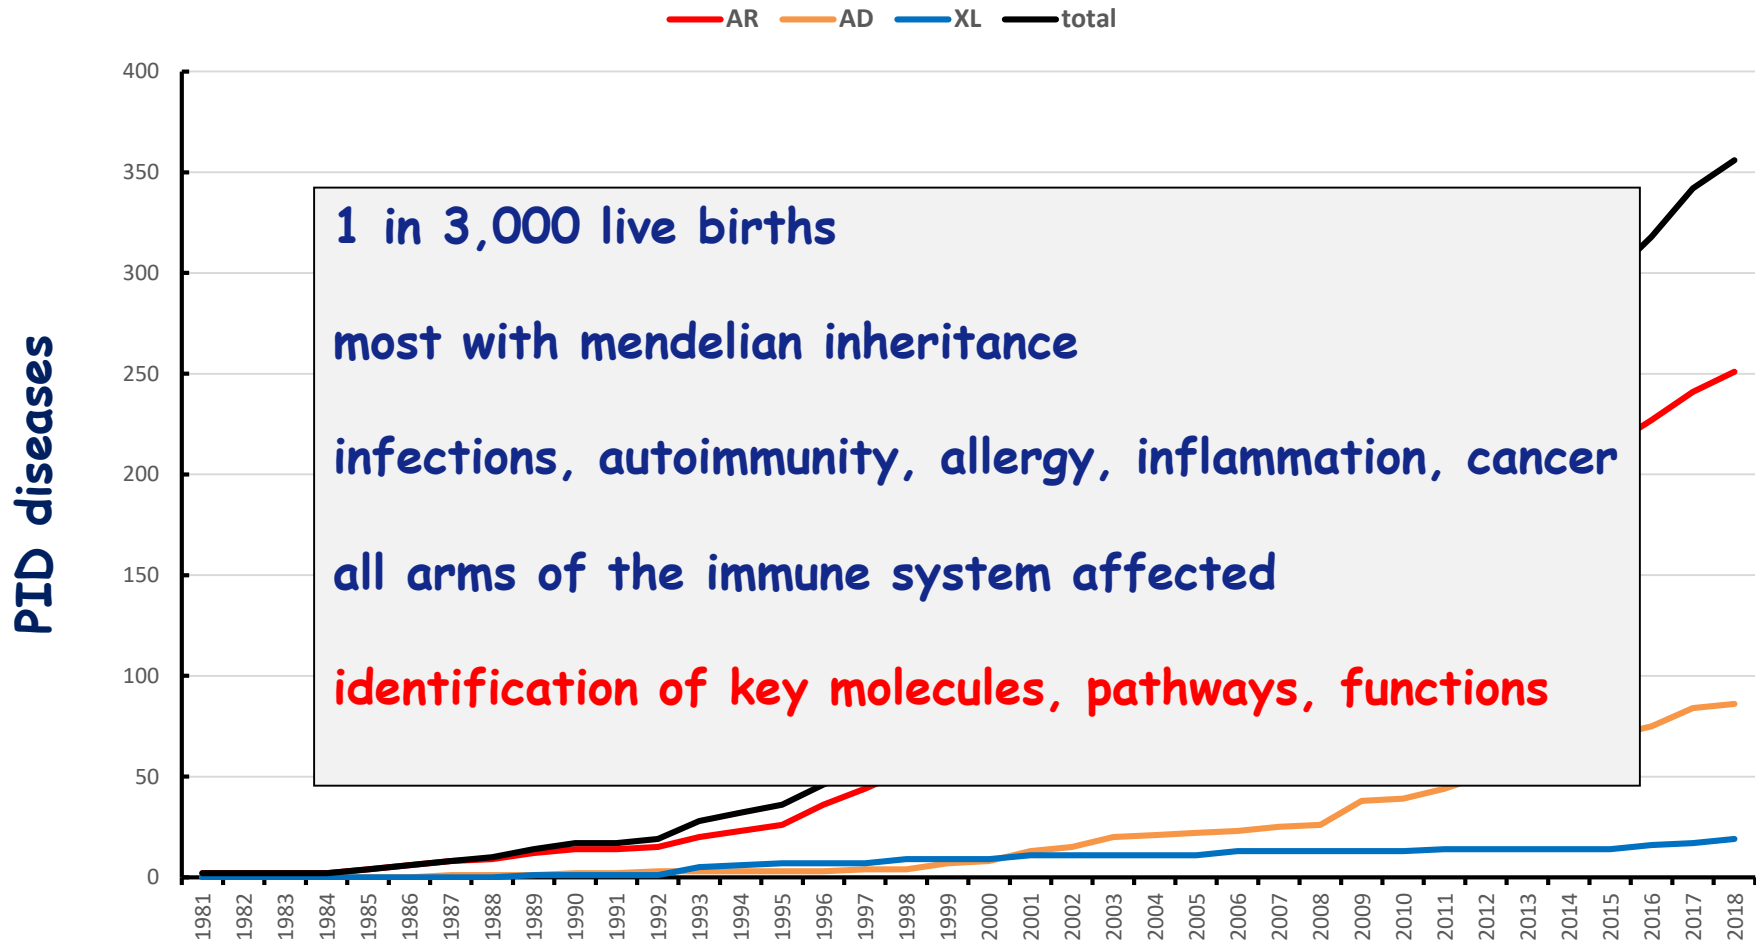 AR AD XL total
400
350
300
250
200
150
100
50
0
PID diseases
1 in 3,000 live births
most with mendelian inheritance
infections, autoimmunity, allergy, inflammation, cancer
all arms of the immune system affected
identification of key molecules, pathways, functions
1981 1982 1983 1984 1985 1986 1987 1988 1989 1990 1991 1992 1993 1994 1995 1996 1997 1998 1999 2000 2001 2002 2003 2004 2005 2006 2007 2008 2009 2010 2011 2012 2013 2014 2015 2016 2017 2018